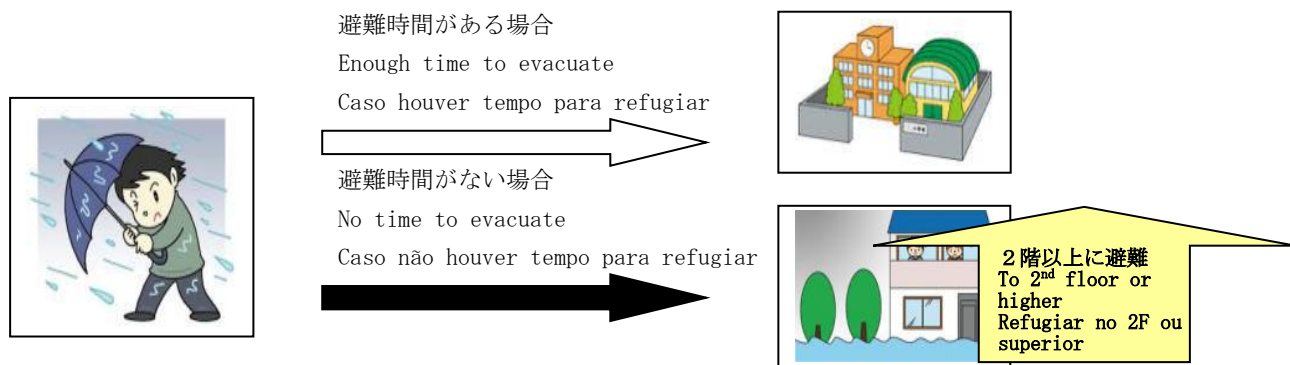 避難時間がある場合
Enough time to evacuate
Caso houver tempo para refugiar
避難時間がない場合
No time to evacuate
Caso não houver tempo para refugiar
２階以上に避難
To 2nd floor or
higher
Refugiar no 2F ou
superior